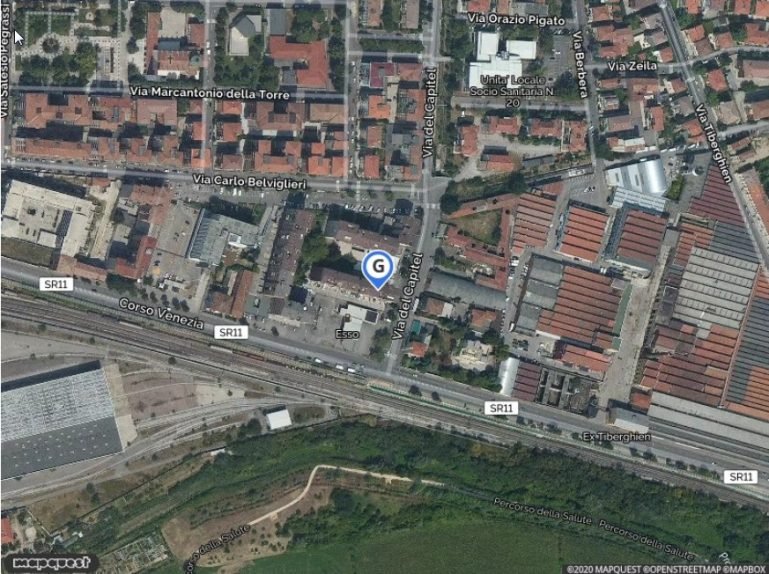 Via Salesio Pegrassi
Via Orazio Pigato
Via Berbera
Via Zeila
Unita' Locale
Socio Sanitaria N.
20
Via Marcantonio della Torre
Via del Capitel
Via Tiberghien
Via Carlo Belviglieri
G
Via del Capitel
SR11
Corso Venezia
SR11
Esso
SR11
Ex Tiberghien
SR11
Percorso della Salute
Percorso della Salute
corso della Salute
mapquest
©2020 MAPQUEST ©OPENSTREETMAP ©MAPBOX